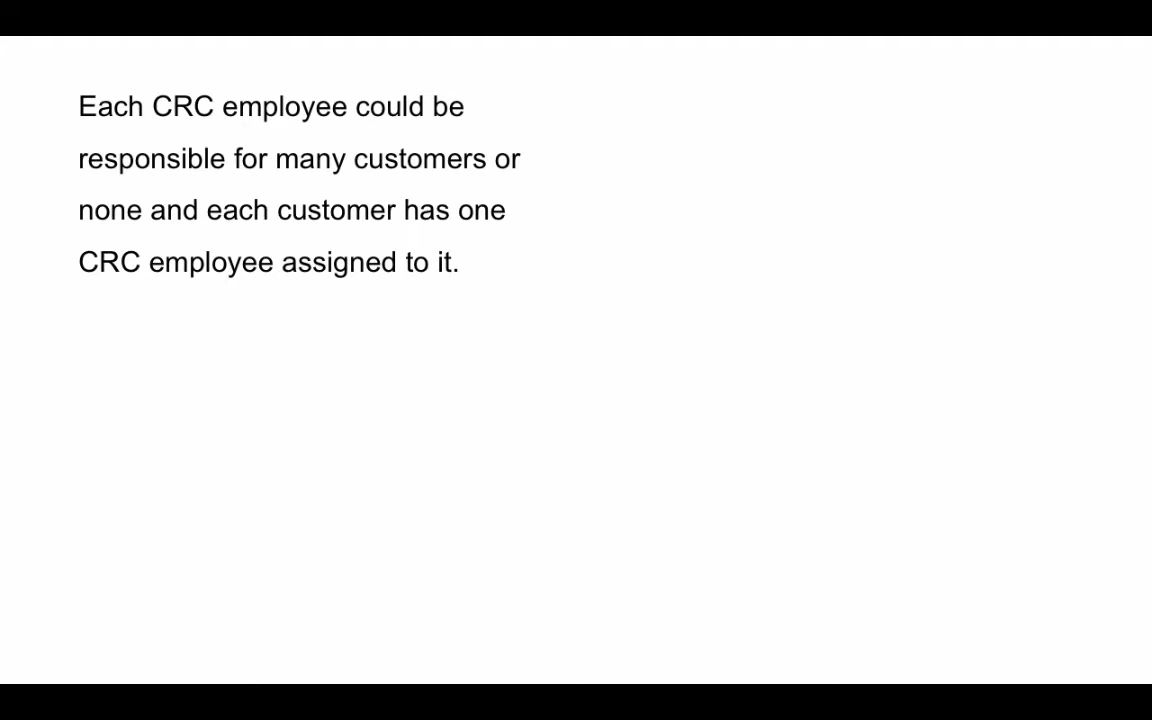 Each CRC employee could be
responsible for many customers or
none and each customer has one
CRC employee assigned to it.